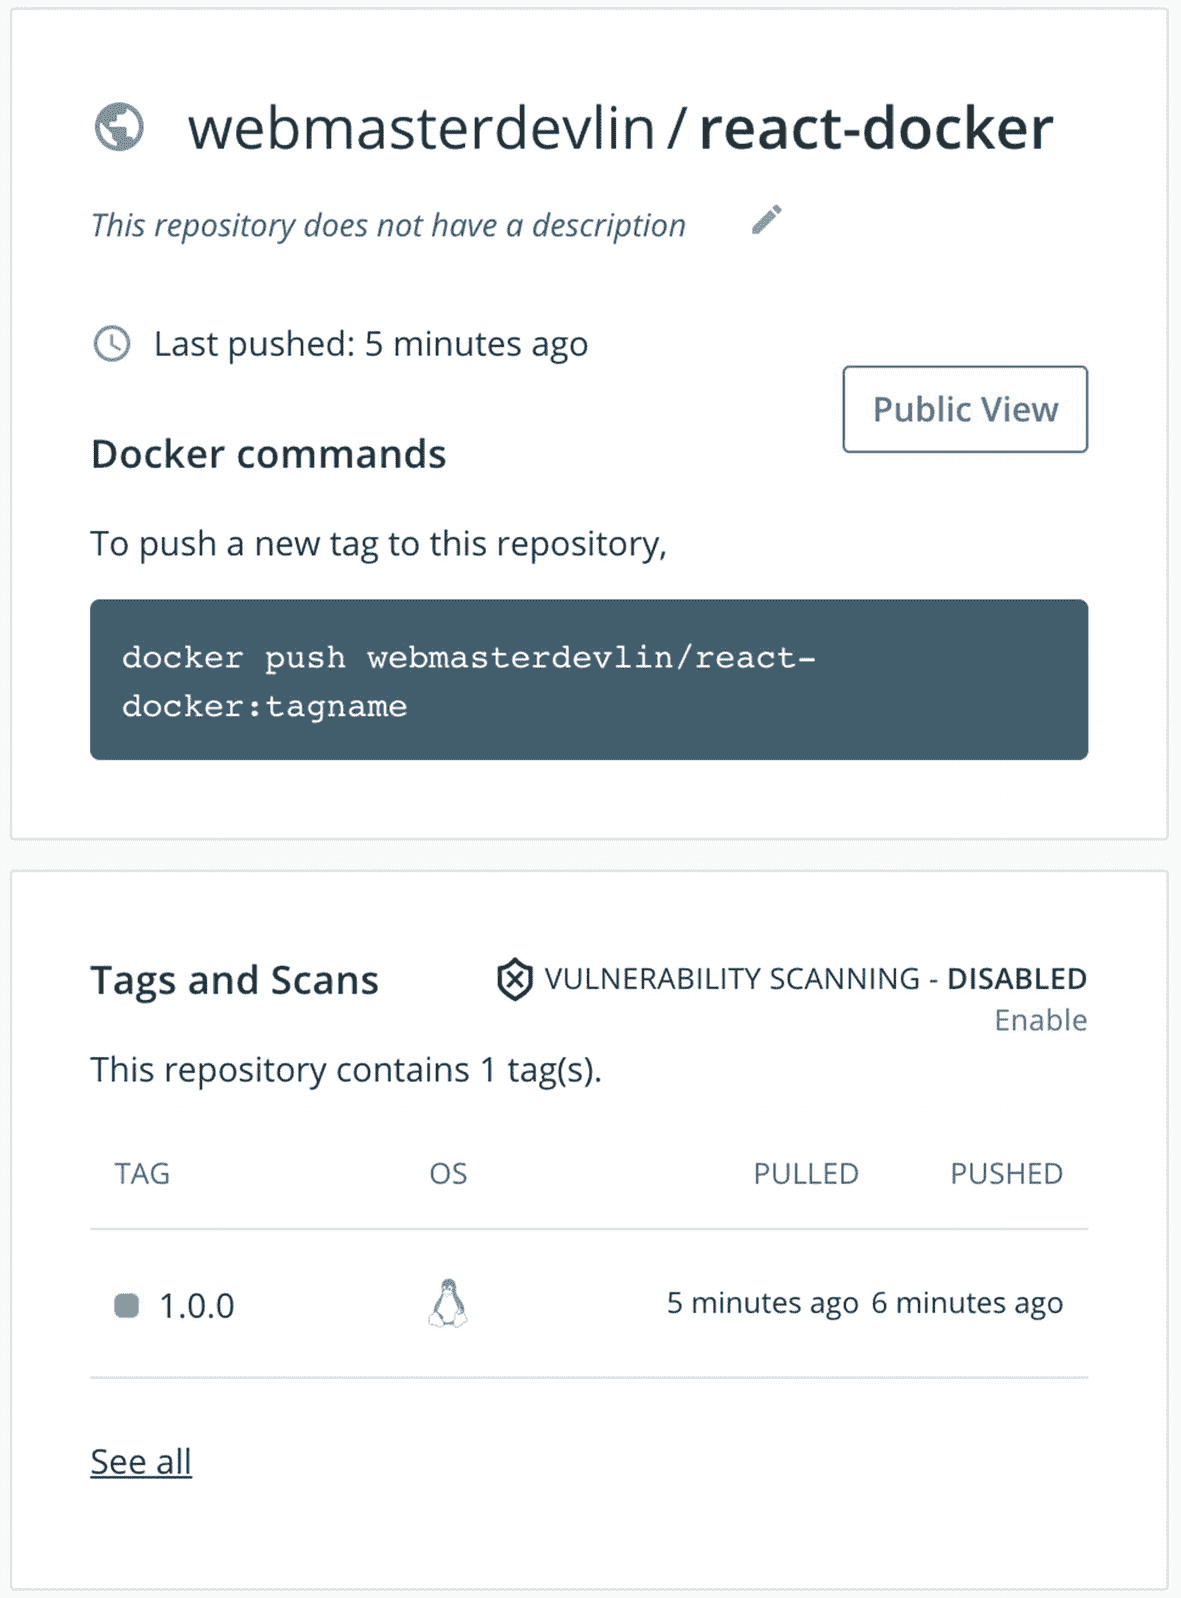 webmasterdevlin / react-docker
This repository does not have a description
Last pushed: 5 minutes ago
Public View
Docker commands
To push a new tag to this repository,
docker push webmasterdevlin/react-
docker:tagname
Tags and Scans
VULNERABILITY SCANNING - DISABLED
Enable
This repository contains 1 tag(s).
TAG OS PULLED PUSHED
1.0.0 5 minutes ago 6 minutes ago
See all